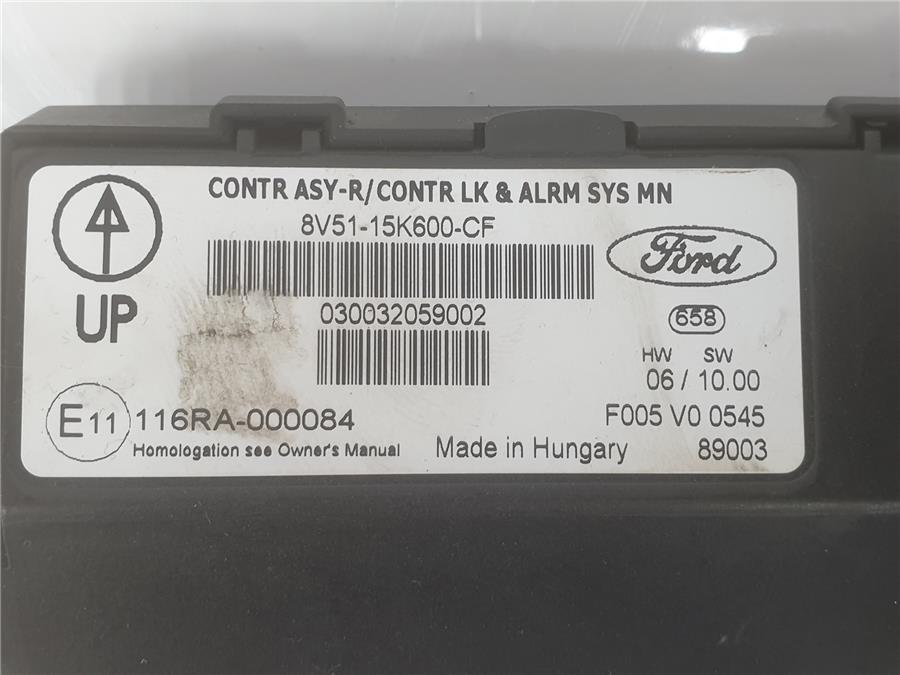 CONTR ASY-R/CONTR LK & ALRM SYS MN
8V51-15K600-CF
Ford
UP
030032059002
658
HW SW
06 / 10.00
E11 116RA-000084
F005 V0 0545
Homologation see Owner's Manual
Made in Hungary
89003